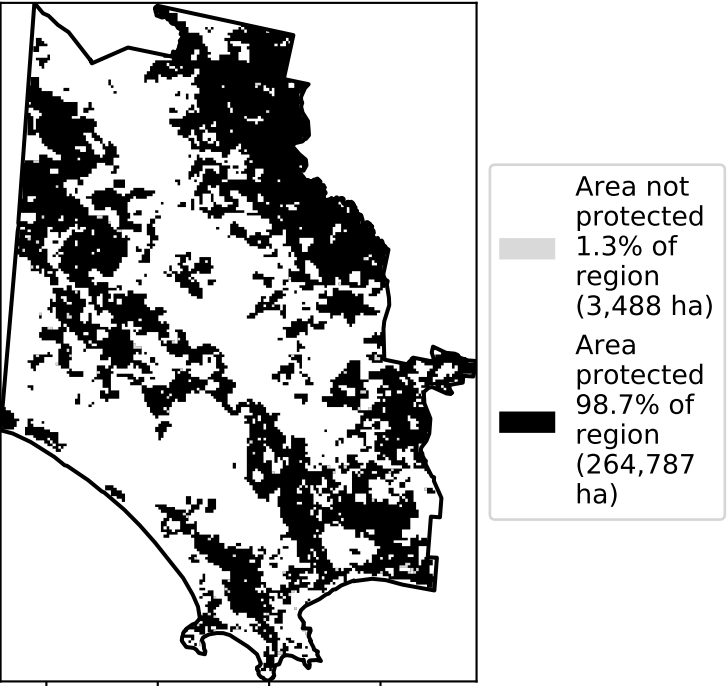 Area not
protected
1.3% of
region
(3,488 ha)
Area
protected
98.7% of
region
(264,787
ha)